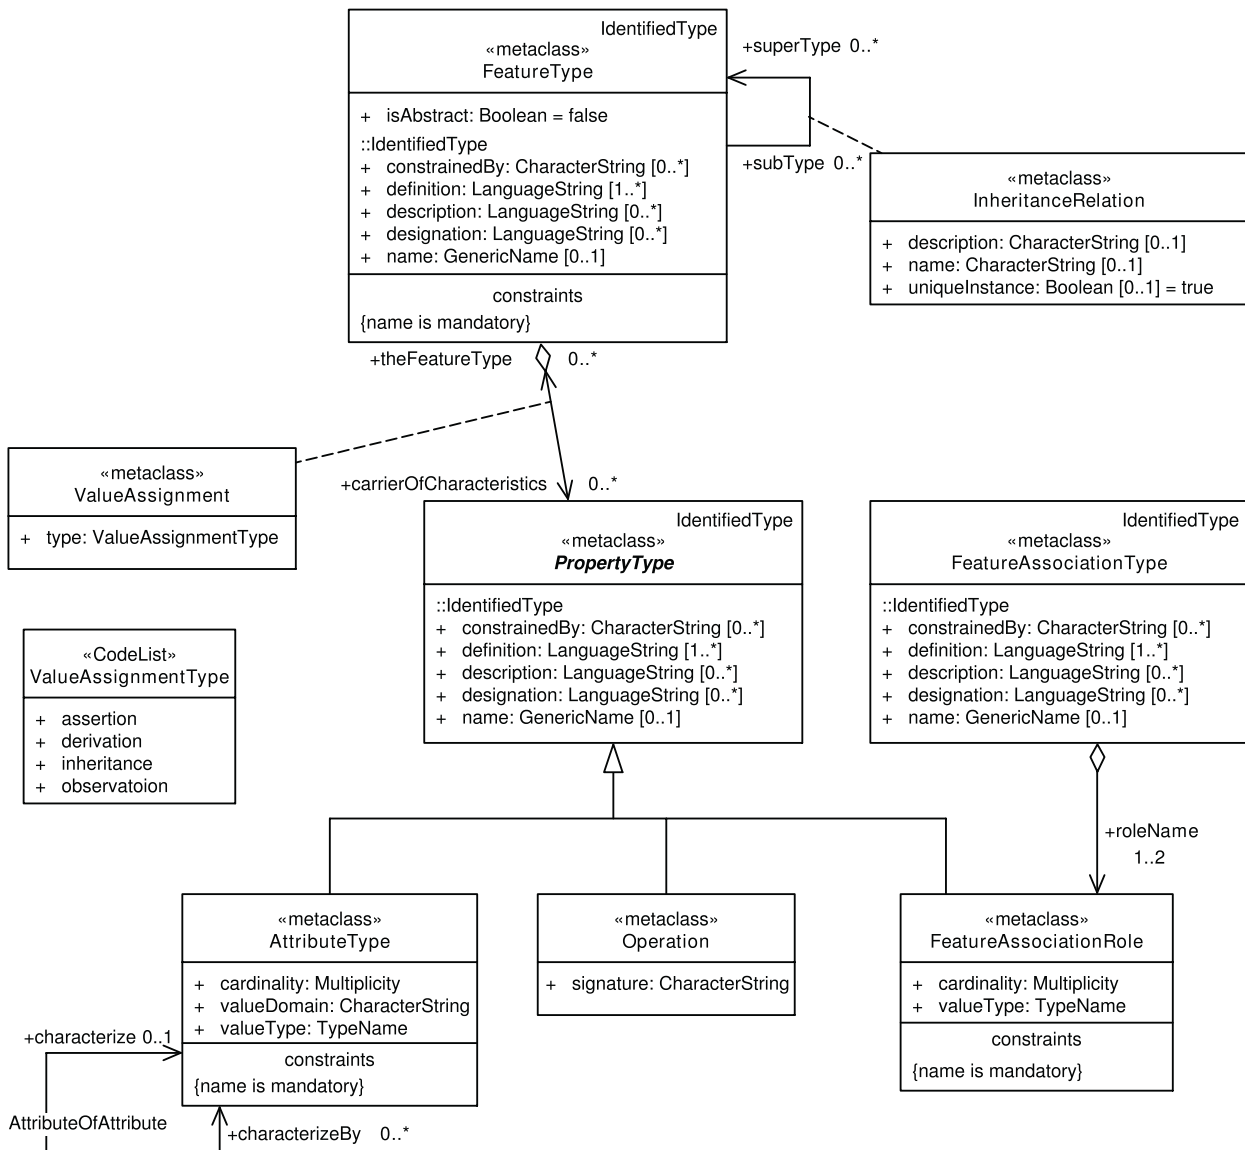 IdentifiedType
«metaclass»
FeatureType
+ isAbstract: Boolean = false
::IdentifiedType
+ constrainedBy: CharacterString [0..*]
+ definition: LanguageString [1..*]
+ description: LanguageString [0..*]
+ designation: LanguageString [0..*]
+ name: GenericName [0..1]
constraints
{name is mandatory}
+superType 0..*
+subType 0..*
«metaclass»
InheritanceRelation
+ description: CharacterString [0..1]
+ name: CharacterString [0..1]
+ uniqueInstance: Boolean [0..1] = true
+theFeatureType 0..*
«metaclass»
ValueAssignment
+ type: ValueAssignmentType
+carrierOfCharacteristics 0..*
IdentifiedType
«metaclass»
PropertyType
::IdentifiedType
+ constrainedBy: CharacterString [0..*]
+ definition: LanguageString [1..*]
+ description: LanguageString [0..*]
+ designation: LanguageString [0..*]
+ name: GenericName [0..1]
IdentifiedType
«metaclass»
FeatureAssociationType
::IdentifiedType
+ constrainedBy: CharacterString [0..*]
+ definition: LanguageString [1..*]
+ description: LanguageString [0..*]
+ designation: LanguageString [0..*]
+ name: GenericName [0..1]
«CodeList»
ValueAssignmentType
+ assertion
+ derivation
+ inheritance
+ observatoion
+roleName
1..2
«metaclass»
AttributeType
+ cardinality: Multiplicity
+ valueDomain: CharacterString
+ valueType: TypeName
constraints
{name is mandatory}
«metaclass»
Operation
+ signature: CharacterString
«metaclass»
FeatureAssociationRole
+ cardinality: Multiplicity
+ valueType: TypeName
constraints
{name is mandatory}
+characterize 0..1
AttributeOfAttribute
+characterizeBy 0..*